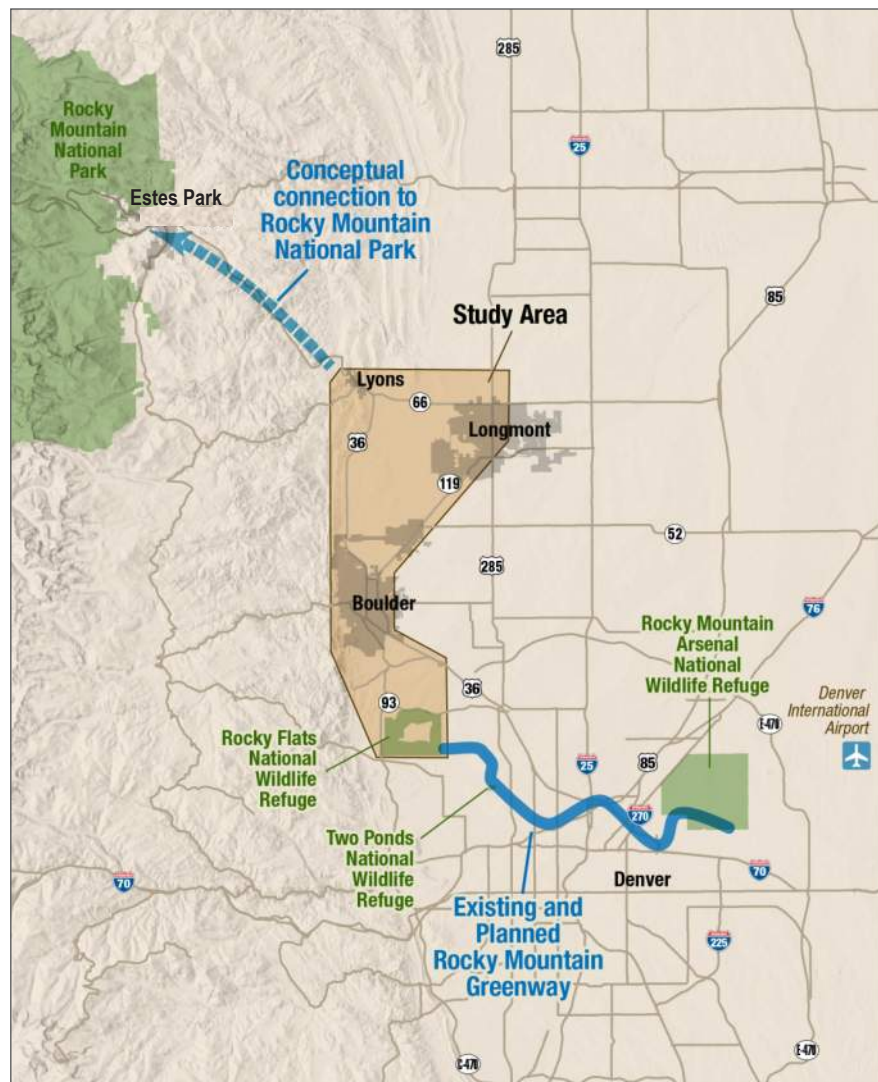 285
Rocky
Mountain
National
Park
25
Estes Park
Conceptual
connection to
Rocky Mountain
National Park
85
Study Area
Lyons
66
Longmont
36
119
52
285
Boulder
76
Rocky Mountain
Arsenal
National
Wildlife Refuge
36
Denver
International
Airport
93
E-470
Rocky Flats
National
Wildlife
Refuge
25
85
270
Two Ponds
National
Wildlife
Refuge
70
70
Denver
Existing and
Planned
Rocky Mountain
Greenway
225
E-470
C-470